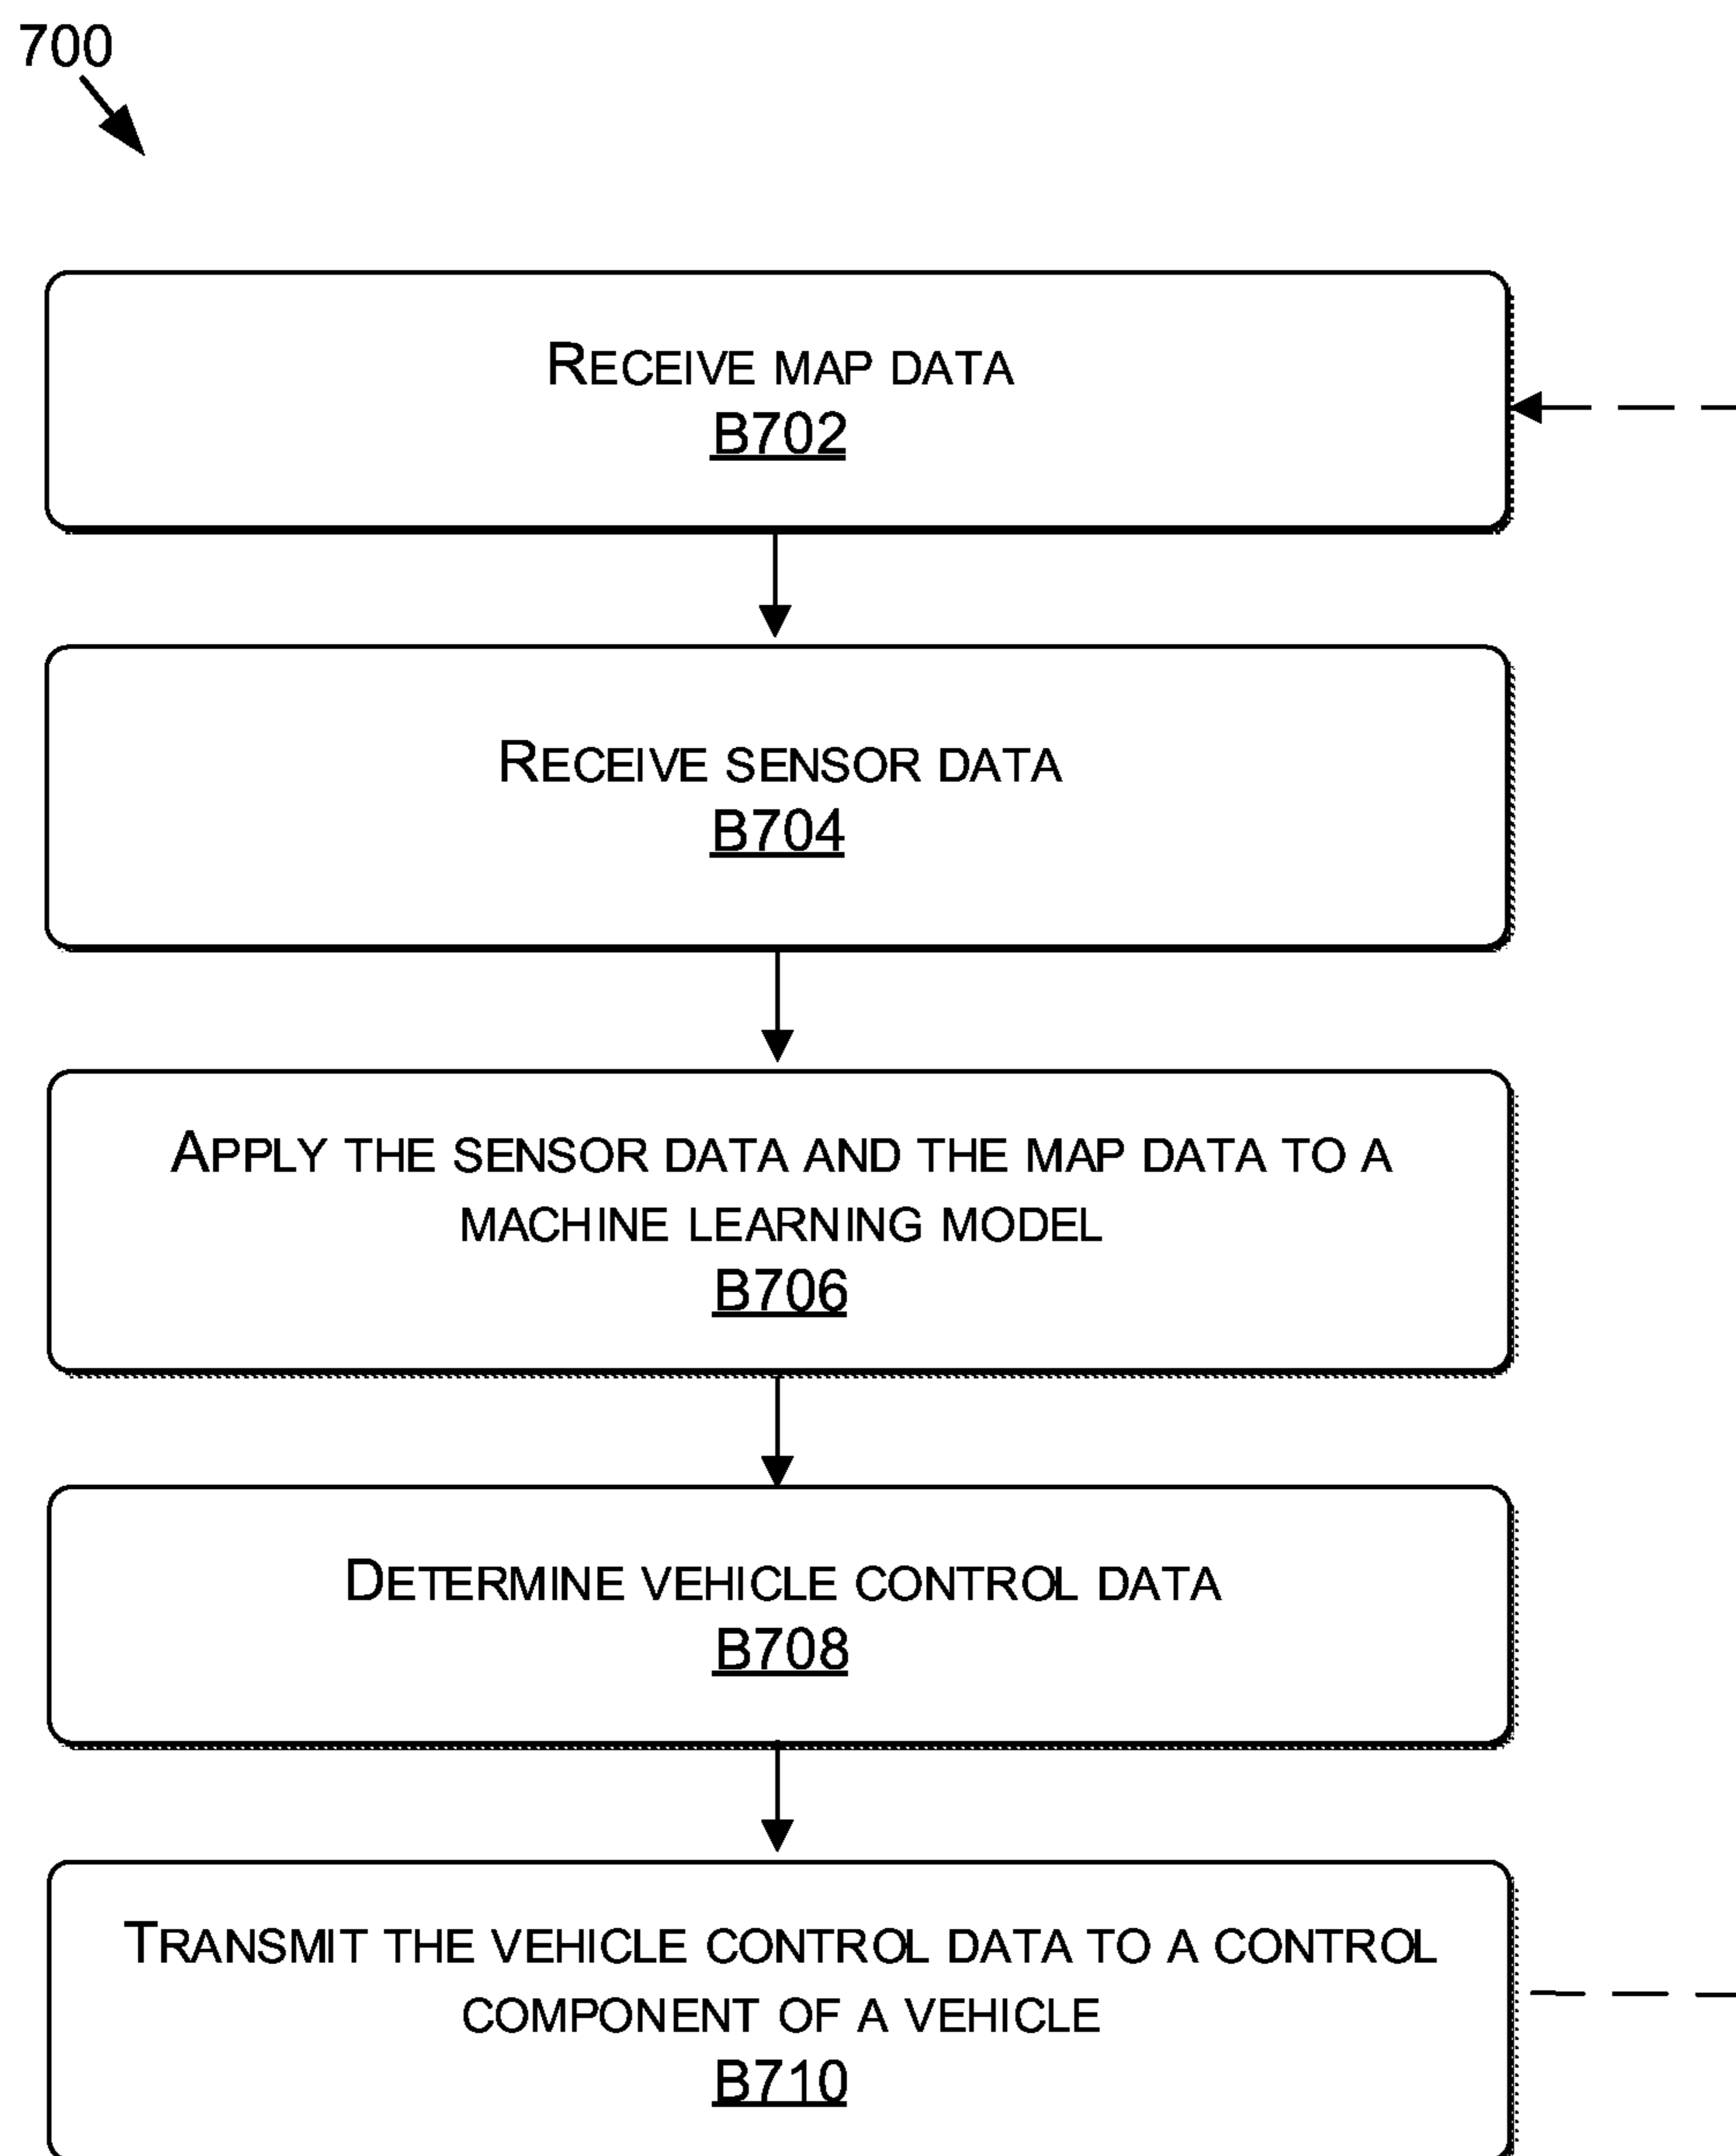 700
RECEIVE MAP DATA
B702
RECEIVE SENSOR DATA
B704
APPLY THE SENSOR DATA AND THE MAP DATA TO A
MACHINE LEARNING MODEL
B706
DETERMINE VEHICLE CONTROL DATA
B708
TRANSMIT THE VEHICLE CONTROL DATA TO A CONTROL
COMPONENT OF A VEHICLE
B710